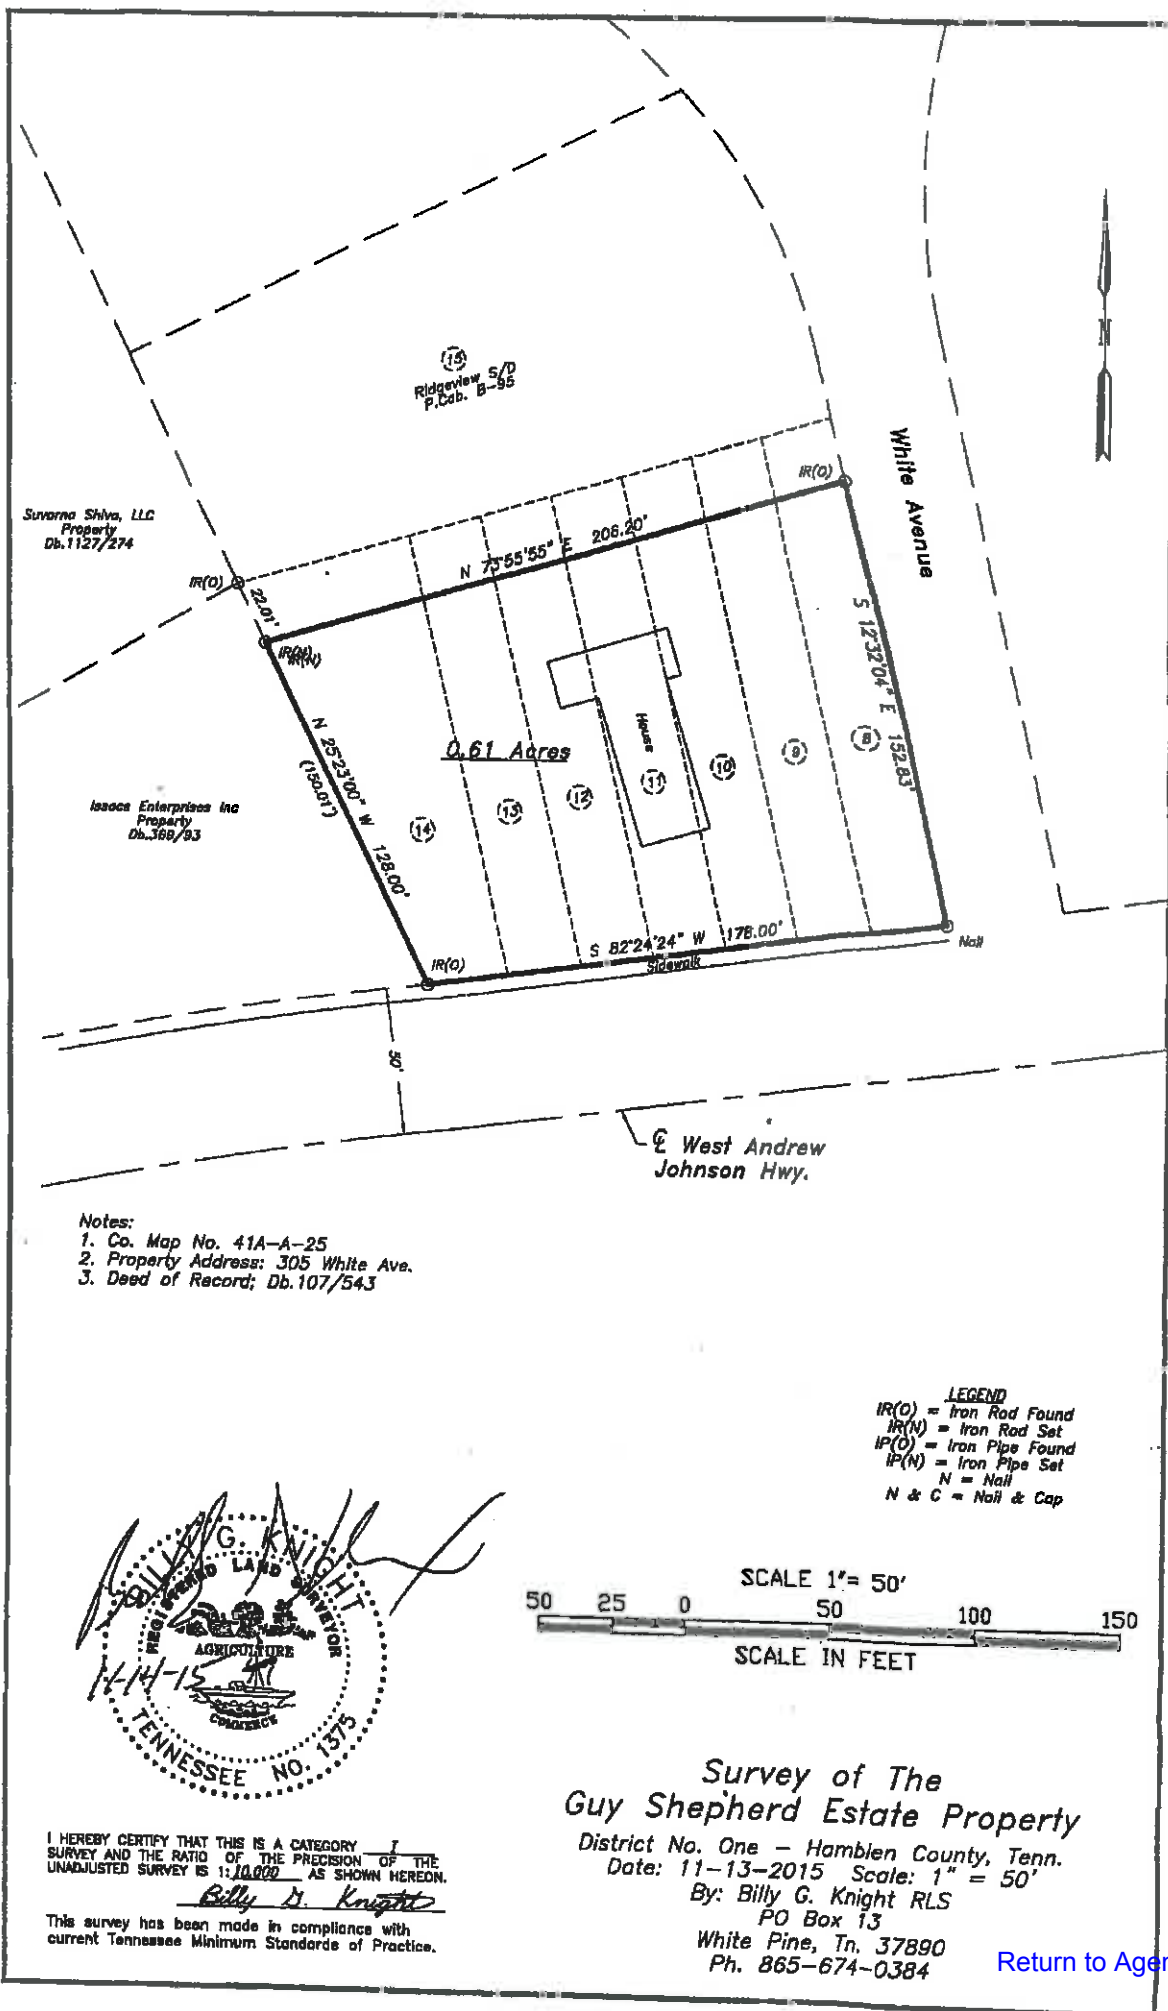 15
Ridgeview S/D
P.Cab. B-95
White Avenue
IR(O)
Suvarna Shiva, LLC
Property
Db.1127/274
IR(O)
22.01'
N 73°55'55" E 206.20'
IR(N)
IR(N)
S 12°32'04" E 152.83'
N 25°23'00" W 128.00'
(150.01')
House
0.61 Acres
14
13
12
11
10
9
8
Issacs Enterprises Inc
Property
Db.369/93
IR(O)
S 82°24'24" W 178.00'
Sidewalk
Nail
50'
℄ West Andrew
Johnson Hwy.
N
Notes:
1. Co. Map No. 41A-A-25
2. Property Address: 305 White Ave.
3. Deed of Record; Db.107/543
LEGEND
IR(O) = Iron Rod Found
IR(N) = Iron Rod Set
IP(O) = Iron Pipe Found
IP(N) = Iron Pipe Set
N = Nail
N & C = Nail & Cap
BILLY G. KNIGHT
REGISTERED LAND SURVEYOR
AGRICULTURE
COMMERCE
TENNESSEE NO. 1375
11-14-15
SCALE 1"= 50'
50 25 0 50 100 150
SCALE IN FEET
I HEREBY CERTIFY THAT THIS IS A CATEGORY I
SURVEY AND THE RATIO OF THE PRECISION OF THE
UNADJUSTED SURVEY IS 1:10,000 AS SHOWN HEREON.
Billy G. Knight
This survey has been made in compliance with
current Tennessee Minimum Standards of Practice.
Survey of The
Guy Shepherd Estate Property
District No. One - Hamblen County, Tenn.
Date: 11-13-2015 Scale: 1" = 50'
By: Billy G. Knight RLS
PO Box 13
White Pine, Tn. 37890
Ph. 865-674-0384
Return to Agen